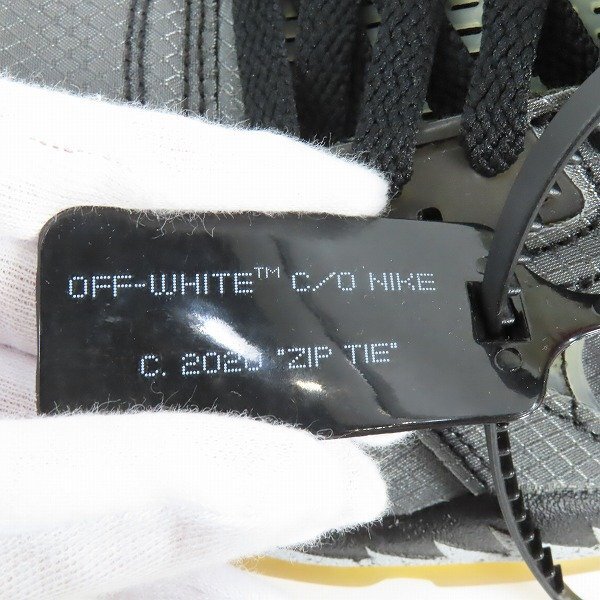 OFF-WHITE™ C/O NIKE
C. 2020 "ZIP TIE"